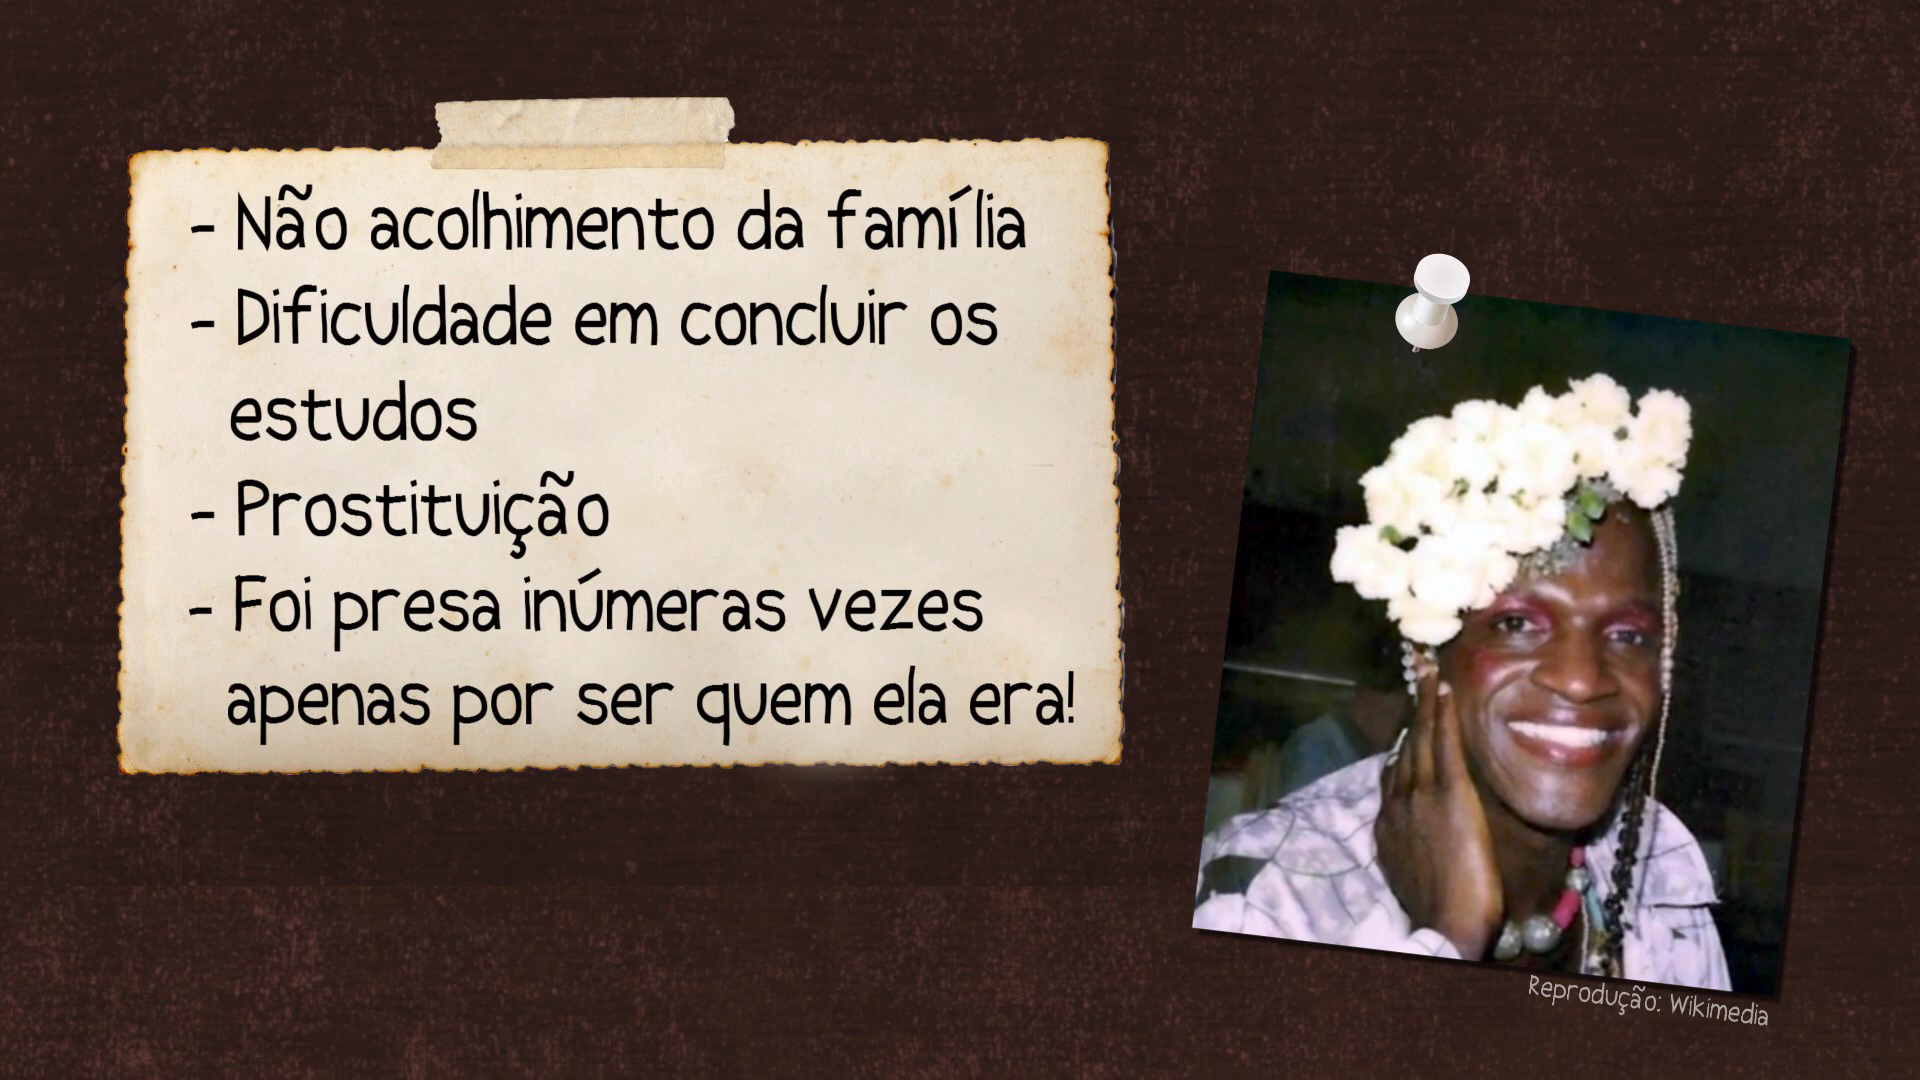 - Não acolhimento da família
- Dificuldade em concluir os
estudos
- Prostituição
- Foi presa inúmeras vezes
apenas por ser quem ela era!
Reprodução: Wikimedia